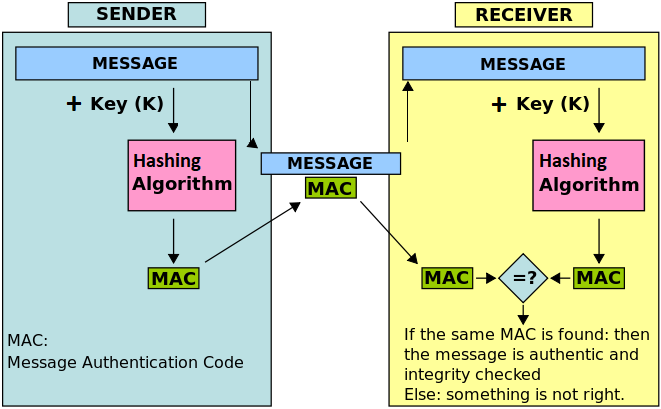 SENDER
MESSAGE
+ Key (K)
Hashing
Algorithm
MAC
MAC:
Message Authentication Code
MESSAGE
MAC
RECEIVER
MESSAGE
+ Key (K)
Hashing
Algorithm
MAC
=?
MAC
If the same MAC is found: then
the message is authentic and
integrity checked
Else: something is not right.